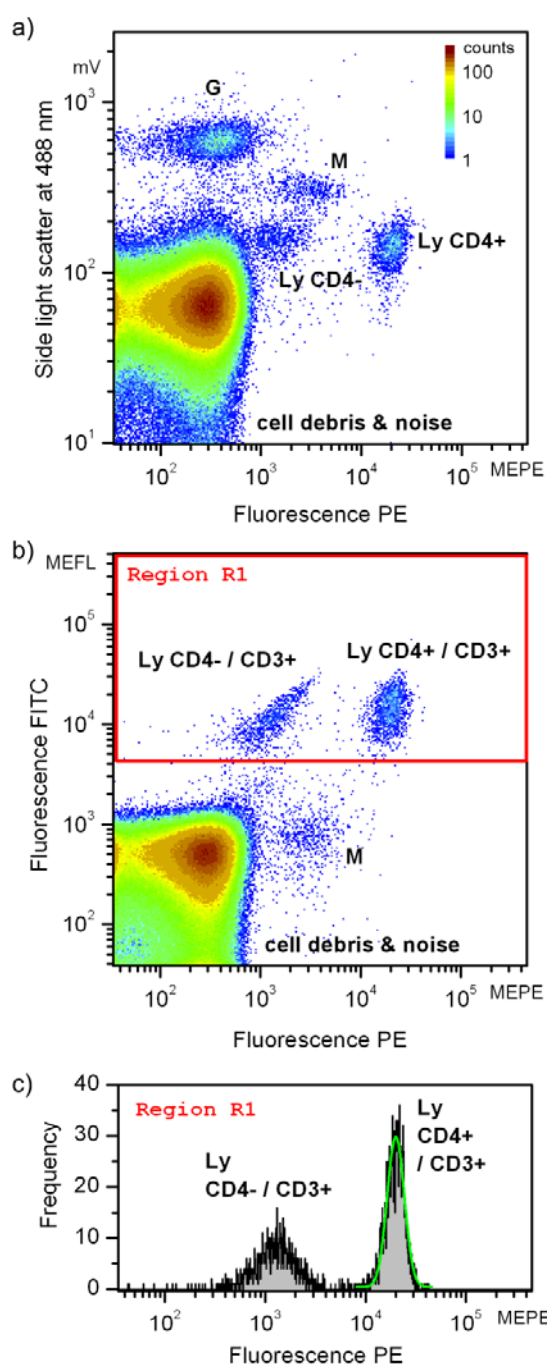 a)
mV
counts
100
10
1
10³
10²
10¹
G
M
Ly CD4+
Ly CD4-
cell debris & noise
Side light scatter at 488 nm
10² 10³ 10⁴ 10⁵ MEPE
Fluorescence PE
b)
MEFL
Region R1
10⁵
10⁴
10³
10²
Ly CD4- / CD3+
Ly CD4+ / CD3+
M
cell debris & noise
Fluorescence FITC
10² 10³ 10⁴ 10⁵ MEPE
Fluorescence PE
c)
40
30
20
10
0
Region R1
Ly
CD4- / CD3+
Ly
CD4+
/ CD3+
Frequency
10² 10³ 10⁴ 10⁵ MEPE
Fluorescence PE